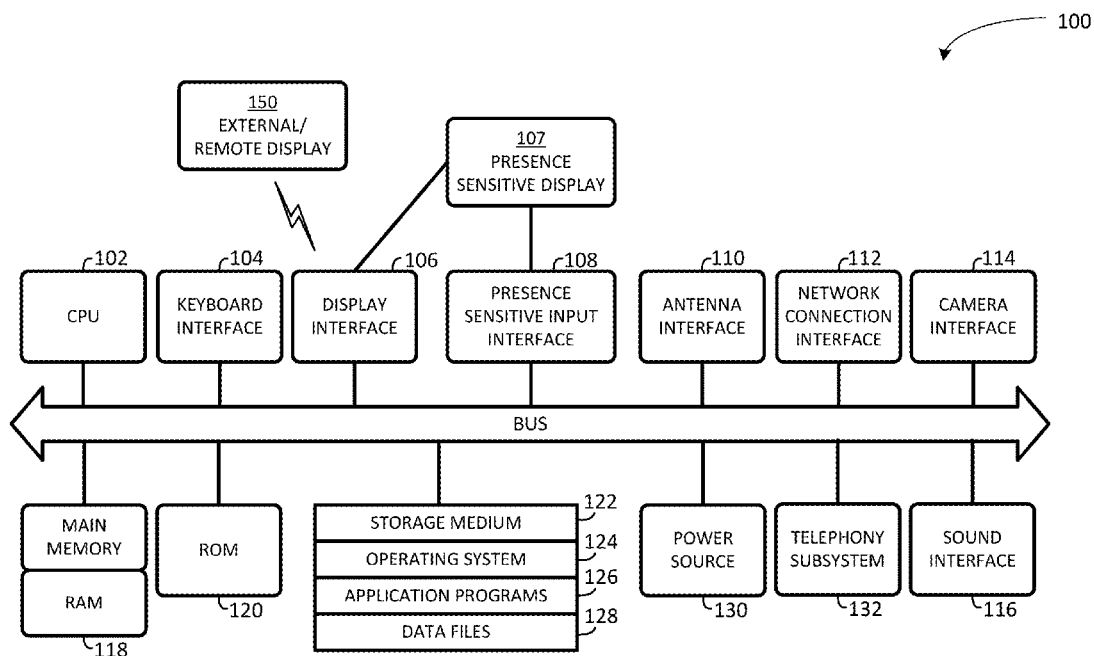 100
150
EXTERNAL/
REMOTE DISPLAY
107
PRESENCE
SENSITIVE DISPLAY
102
CPU
104
KEYBOARD
INTERFACE
106
DISPLAY
INTERFACE
108
PRESENCE
SENSITIVE INPUT
INTERFACE
110
ANTENNA
INTERFACE
112
NETWORK
CONNECTION
INTERFACE
114
CAMERA
INTERFACE
BUS
MAIN
MEMORY
RAM
118
ROM
120
STORAGE MEDIUM
122
OPERATING SYSTEM
124
APPLICATION PROGRAMS
126
DATA FILES
128
POWER
SOURCE
130
TELEPHONY
SUBSYSTEM
132
SOUND
INTERFACE
116